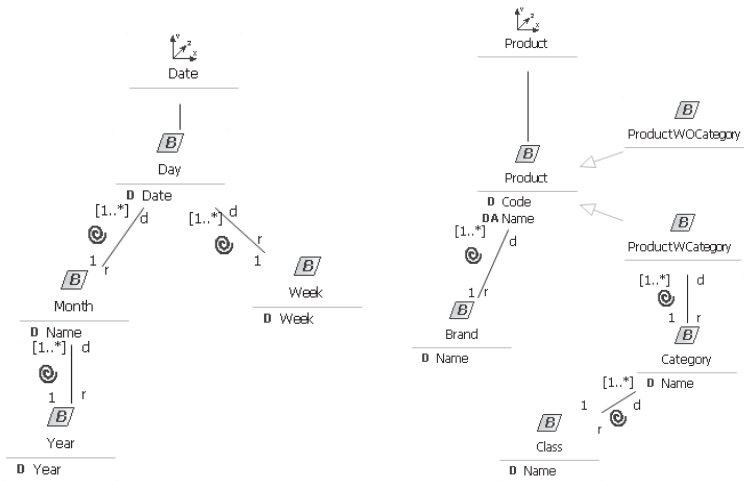 Date
B
Day
D Date
[1..*]
d
1
r
B
Month
D Name
[1..*]
d
1
r
B
Year
D Year
[1..*]
d
r
1
B
Week
D Week
Product
B
Product
D Code
DA Name
[1..*]
d
1 r
B
Brand
D Name
B
ProductWOCategory
B
ProductWCategory
[1..*]
d
1
r
B
Category
D Name
[1..*]
d
1
r
B
Class
D Name